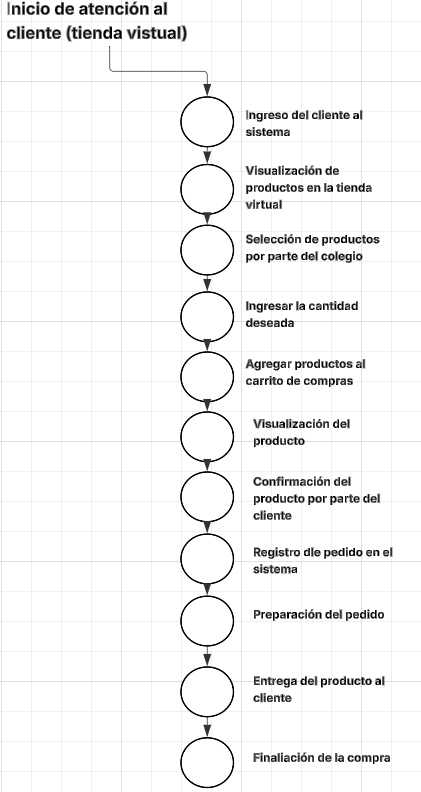 Inicio de atención al
cliente (tienda vistual)
Ingreso del cliente al
sistema
Visualización de
productos en la tienda
virtual
Selección de productos
por parte del colegio
Ingresar la cantidad
deseada
Agregar productos al
carrito de compras
Visualización del
producto
Confirmación del
producto por parte del
cliente
Registro dle pedido en el
sistema
Preparación del pedido
Entrega del producto al
cliente
Finaliación de la compra